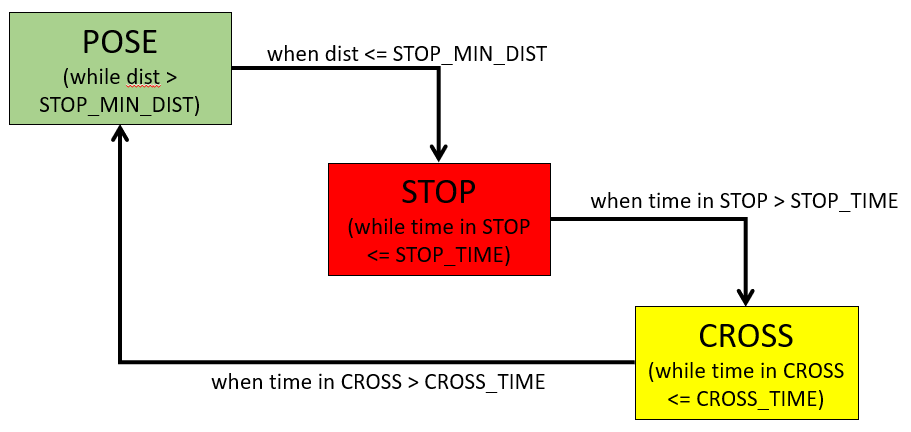 POSE
(while dist >
STOP_MIN_DIST)
when dist <= STOP_MIN_DIST
STOP
(while time in STOP
<= STOP_TIME)
when time in STOP > STOP_TIME
CROSS
(while time in CROSS
<= CROSS_TIME)
when time in CROSS > CROSS_TIME